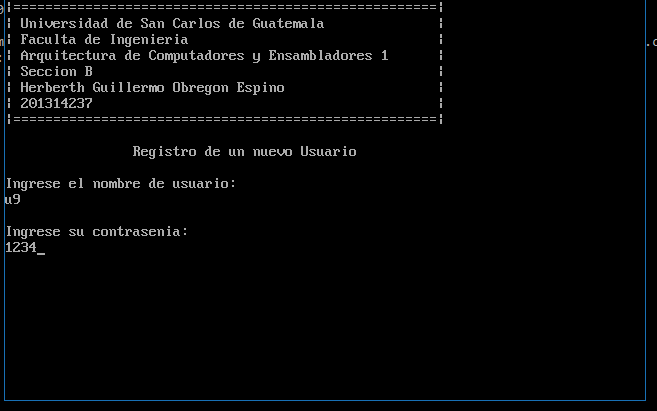 ¦=====================================================¦
¦ Universidad de San Carlos de Guatemala ¦
¦ Faculta de Ingenieria ¦
¦ Arquitectura de Computadores y Ensambladores 1 ¦
¦ Seccion B ¦
¦ Herberth Guillermo Obregon Espino ¦
¦ 201314237 ¦
¦=====================================================¦
Registro de un nuevo Usuario
Ingrese el nombre de usuario:
u9
Ingrese su contrasenia:
1234_